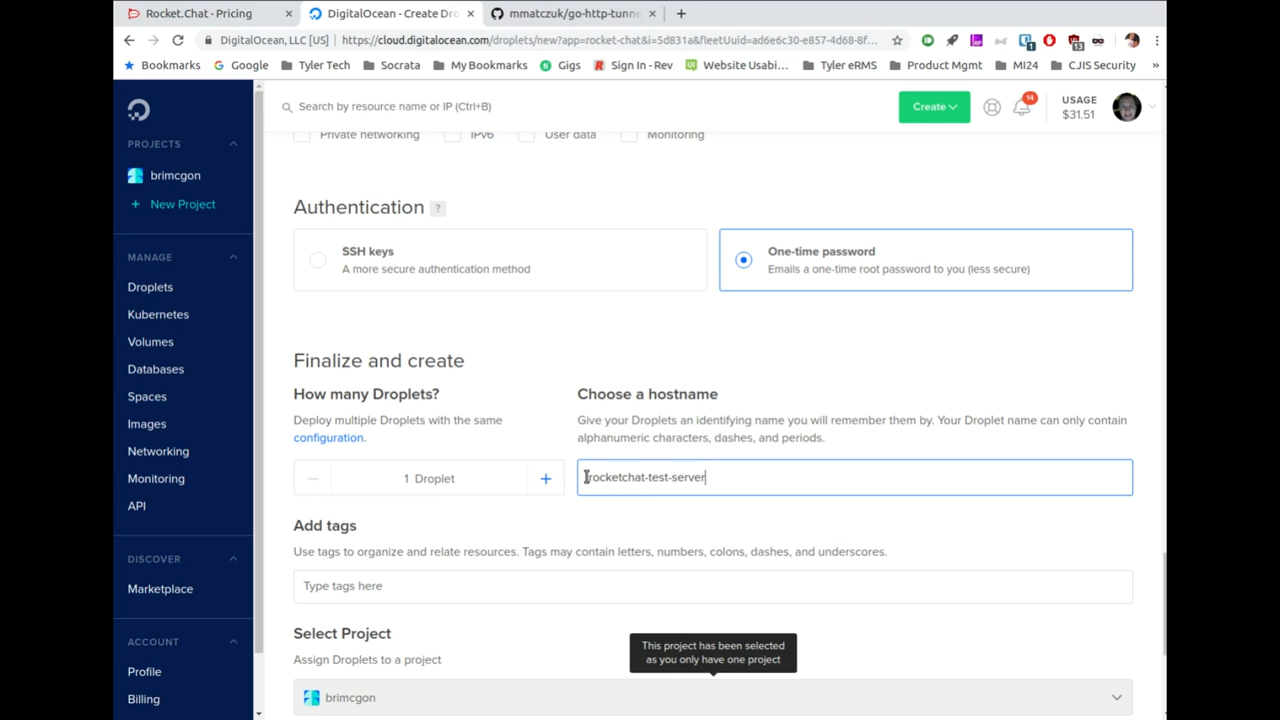 Rocket.Chat - Pricing
DigitalOcean - Create Dro
mmatczuk/go-http-tunne
DigitalOcean, LLC [US]
https://cloud.digitalocean.com/droplets/new?app=rocket-chat&i=5d831a&fleetUuid=ad6e6c30-e857-4d68-8f...
1
13
Bookmarks
Google
Tyler Tech
Socrata
My Bookmarks
Gigs
Sign In - Rev
Website Usabi...
Tyler eRMS
Product Mgmt
MI24
CJIS Security
»
Search by resource name or IP (Ctrl+B)
Create
14
USAGE
$31.51
PROJECTS
brimcgon
+ New Project
MANAGE
Droplets
Kubernetes
Volumes
Databases
Spaces
Images
Networking
Monitoring
API
DISCOVER
Marketplace
ACCOUNT
Profile
Billing
Private networking
IPv6
User data
Monitoring
Authentication ?
SSH keys
A more secure authentication method
One-time password
Emails a one-time root password to you (less secure)
Finalize and create
How many Droplets?
Deploy multiple Droplets with the same
configuration.
1 Droplet
Choose a hostname
Give your Droplets an identifying name you will remember them by. Your Droplet name can only contain
alphanumeric characters, dashes, and periods.
rocketchat-test-server
Add tags
Use tags to organize and relate resources. Tags may contain letters, numbers, colons, dashes, and underscores.
Type tags here
Select Project
Assign Droplets to a project
This project has been selected
as you only have one project
brimcgon